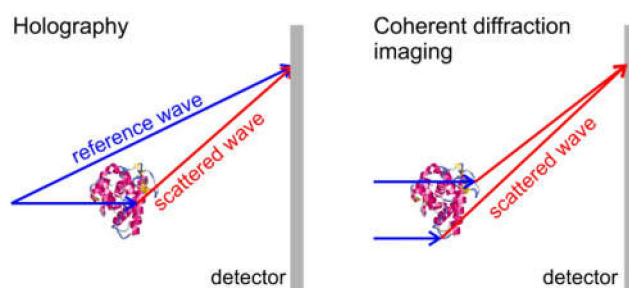 Holography
reference wave
scattered wave
detector
Coherent diffraction
imaging
scattered wave
detector